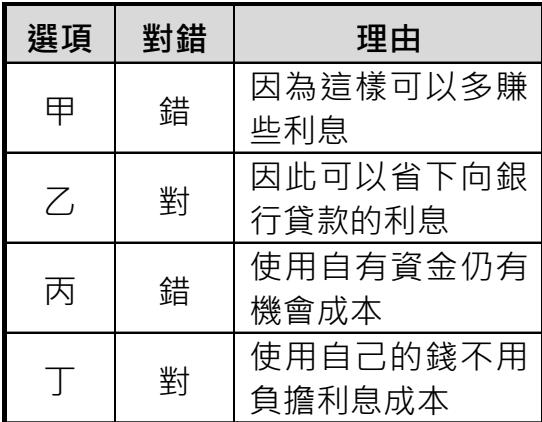 選項 對錯 理由
甲 錯 因為這樣可以多賺
些利息
乙 對 因此可以省下向銀
行貸款的利息
丙 錯 使用自有資金仍有
機會成本
丁 對 使用自己的錢不用
負擔利息成本